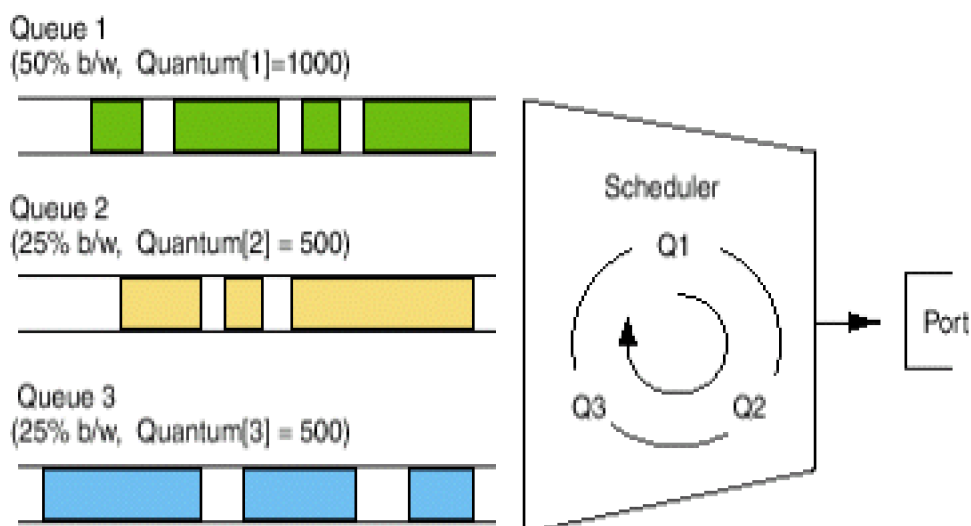 Queue 1
(50% b/w, Quantum[1]=1000)
Queue 2
(25% b/w, Quantum[2] = 500)
Queue 3
(25% b/w, Quantum[3] = 500)
Scheduler
Q1
Q3
Q2
Port